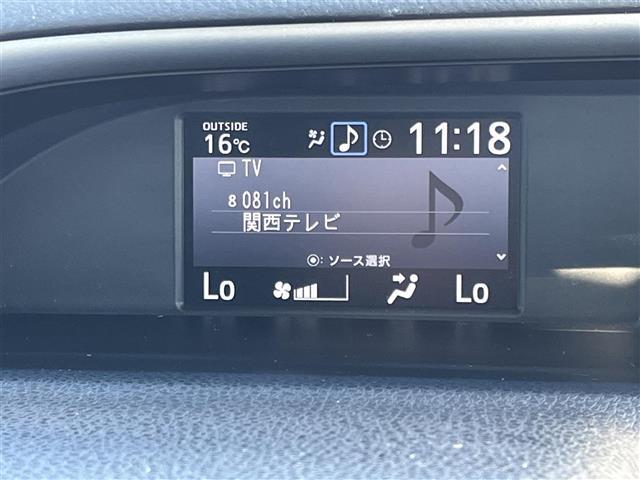 OUTSIDE
16℃ 11:18
TV
8 081ch
関西テレビ
◉: ソース選択
Lo Lo